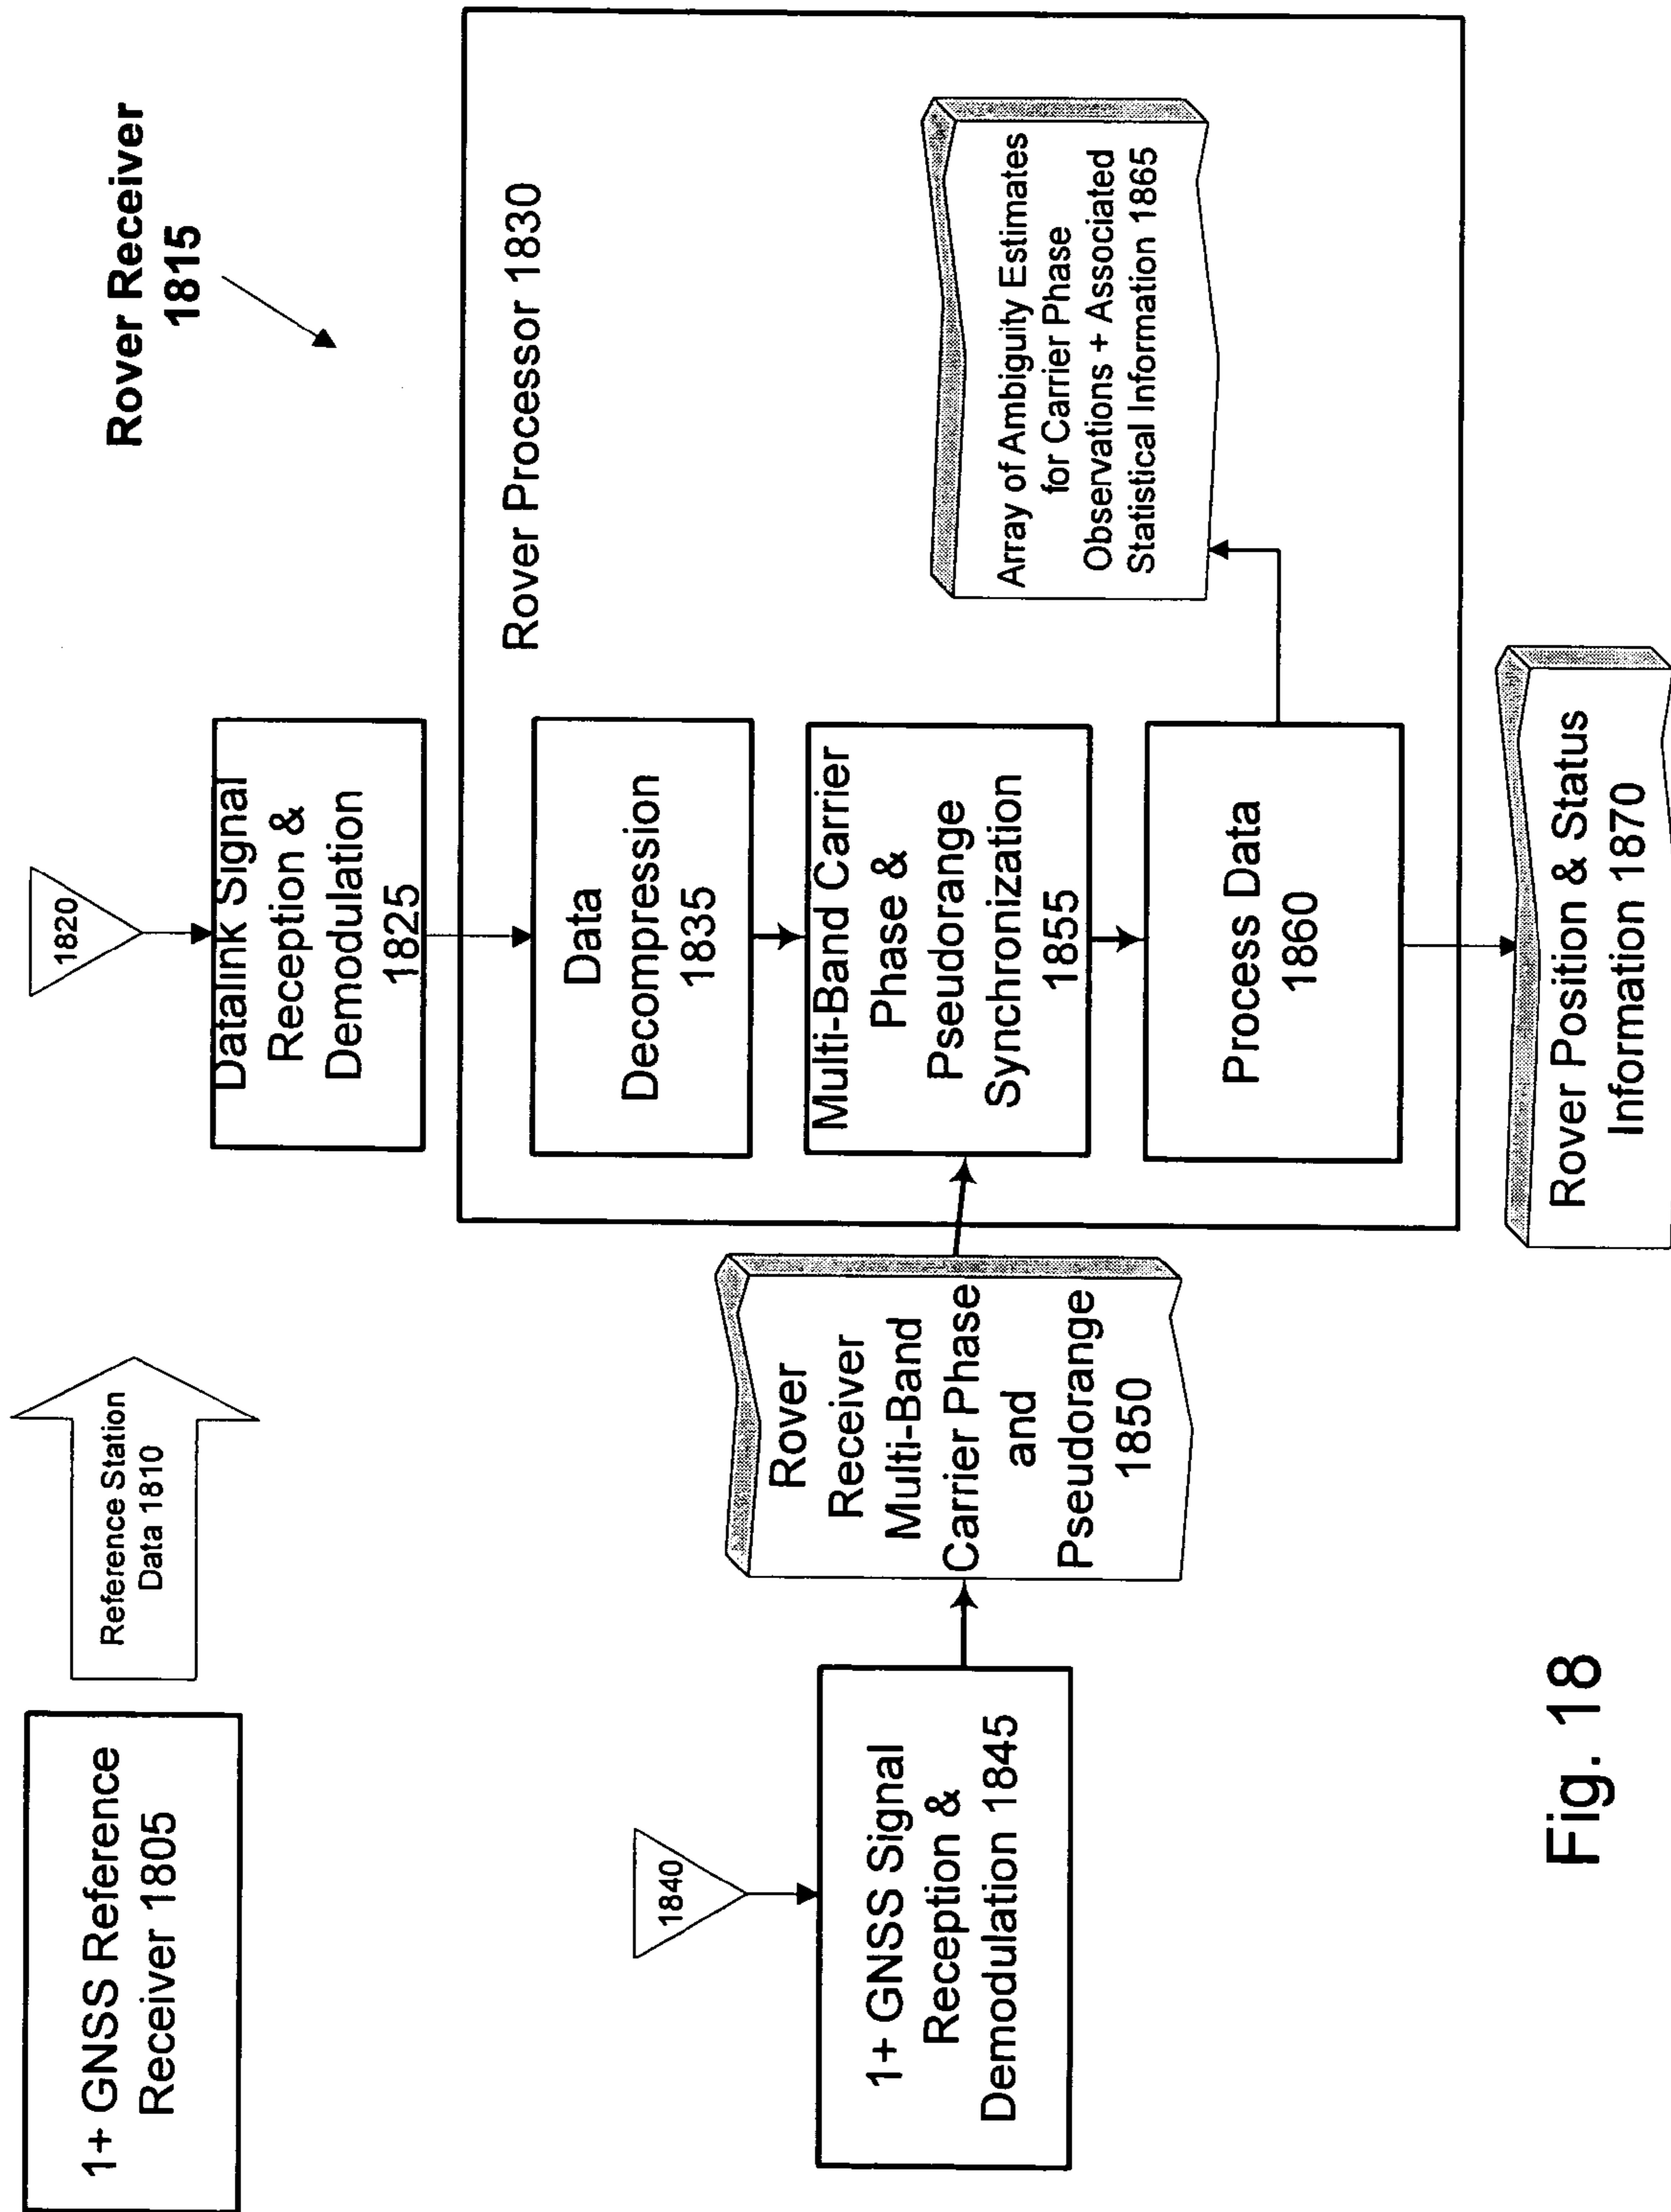 1+ GNSS Reference
Receiver 1805
Reference Station
Data 1810
1820
Rover Receiver
1815
Datalink Signal
Reception &
Demodulation
1825
Rover Processor 1830
Data
Decompression
1835
1840
1+ GNSS Signal
Reception &
Demodulation 1845
Rover
Receiver
Multi-Band
Carrier Phase
and
Pseudorange
1850
Multi-Band Carrier
Phase &
Pseudorange
Synchronization
1855
Process Data
1860
Array of Ambiguity Estimates
for Carrier Phase
Observations + Associated
Statistical Information 1865
Rover Position & Status
Information 1870
Fig. 18